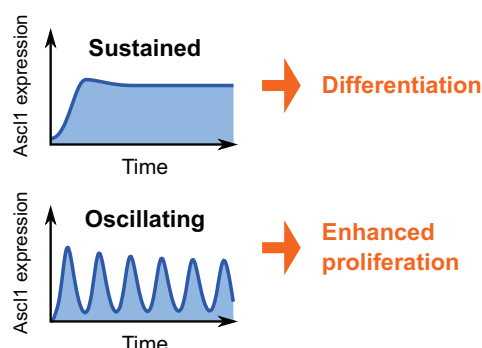 Sustained
Ascl1 expression
Time
Differentiation
Oscillating
Ascl1 expression
Time
Enhanced
proliferation